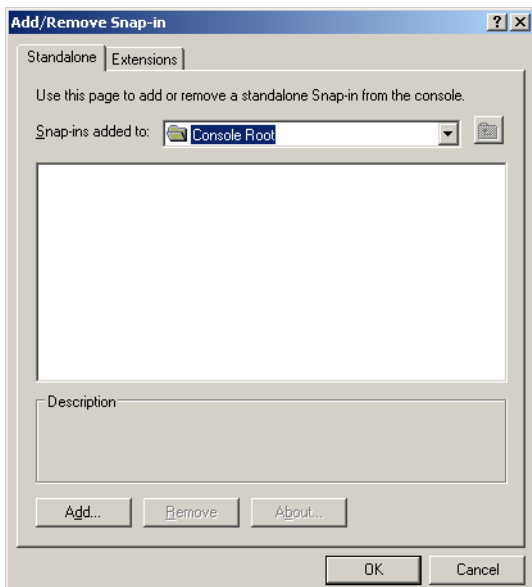 Add/Remove Snap-in
Standalone Extensions
Use this page to add or remove a standalone Snap-in from the console.
Snap-ins added to: Console Root
Description
Add... Remove About...
OK Cancel